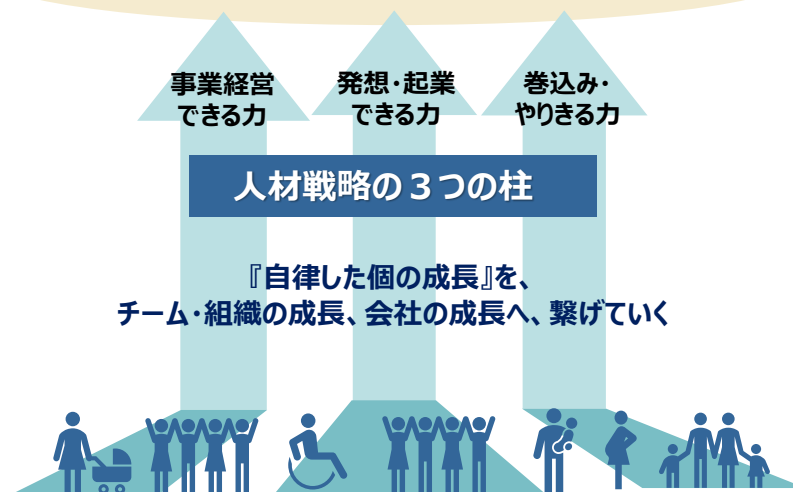 事業経営
できる力
発想・起業
できる力
巻込み・
やりきる力
人材戦略の３つの柱
『自律した個の成長』を、
チーム・組織の成長、会社の成長へ、繋げていく